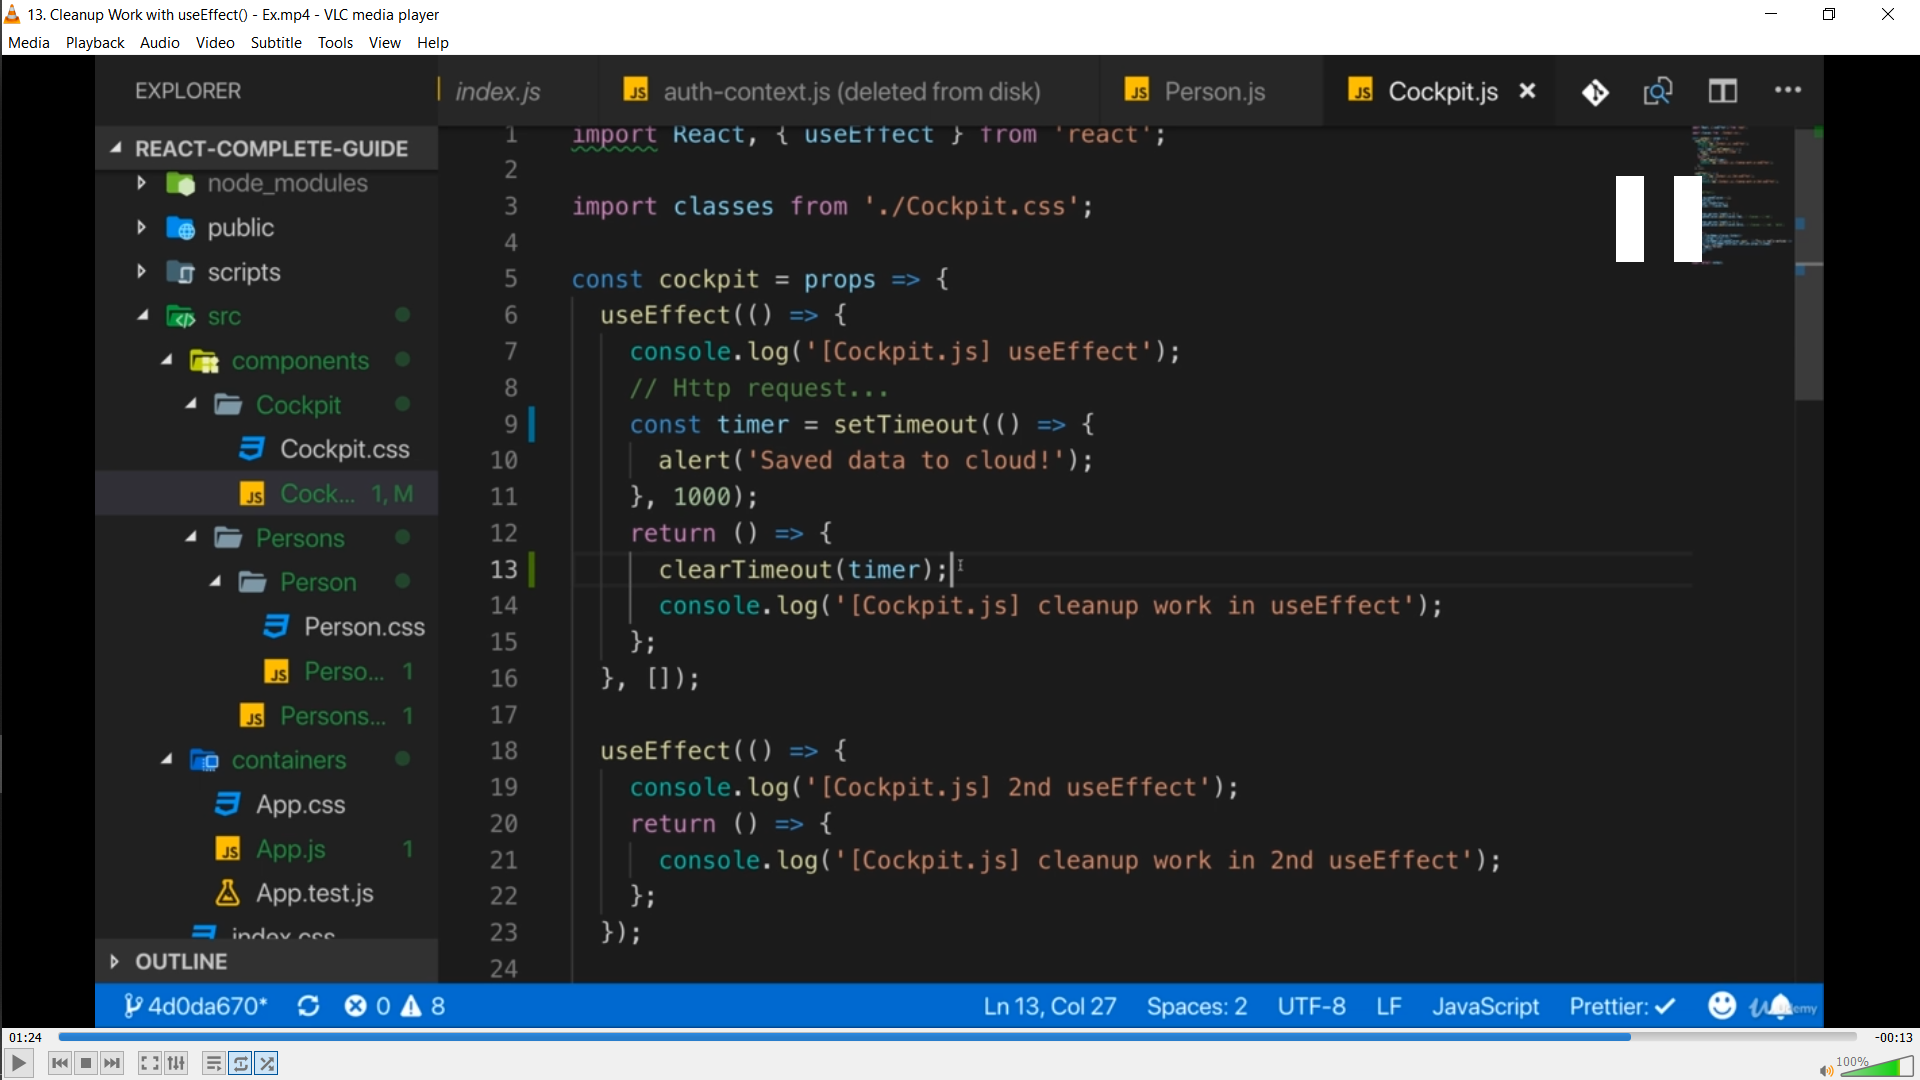 13. Cleanup Work with useEffect() - Ex.mp4 - VLC media player
Media Playback Audio Video Subtitle Tools View Help
EXPLORER
index.js
auth-context.js (deleted from disk)
Person.js
Cockpit.js
REACT-COMPLETE-GUIDE
node_modules
public
scripts
src
components
Cockpit
Cockpit.css
Cock... 1, M
Persons
Person
Person.css
Perso... 1
Persons... 1
containers
App.css
App.js 1
App.test.js
index.css
OUTLINE
1 import React, { useEffect } from 'react';
2
3 import classes from './Cockpit.css';
4
5 const cockpit = props => {
6 useEffect(() => {
7 console.log('[Cockpit.js] useEffect');
8 // Http request...
9 const timer = setTimeout(() => {
10 alert('Saved data to cloud!');
11 }, 1000);
12 return () => {
13 clearTimeout(timer);
14 console.log('[Cockpit.js] cleanup work in useEffect');
15 };
16 }, []);
17
18 useEffect(() => {
19 console.log('[Cockpit.js] 2nd useEffect');
20 return () => {
21 console.log('[Cockpit.js] cleanup work in 2nd useEffect');
22 };
23 });
24
4d0da670* 0 8 Ln 13, Col 27 Spaces: 2 UTF-8 LF JavaScript Prettier: ✓
01:24 -00:13
100%